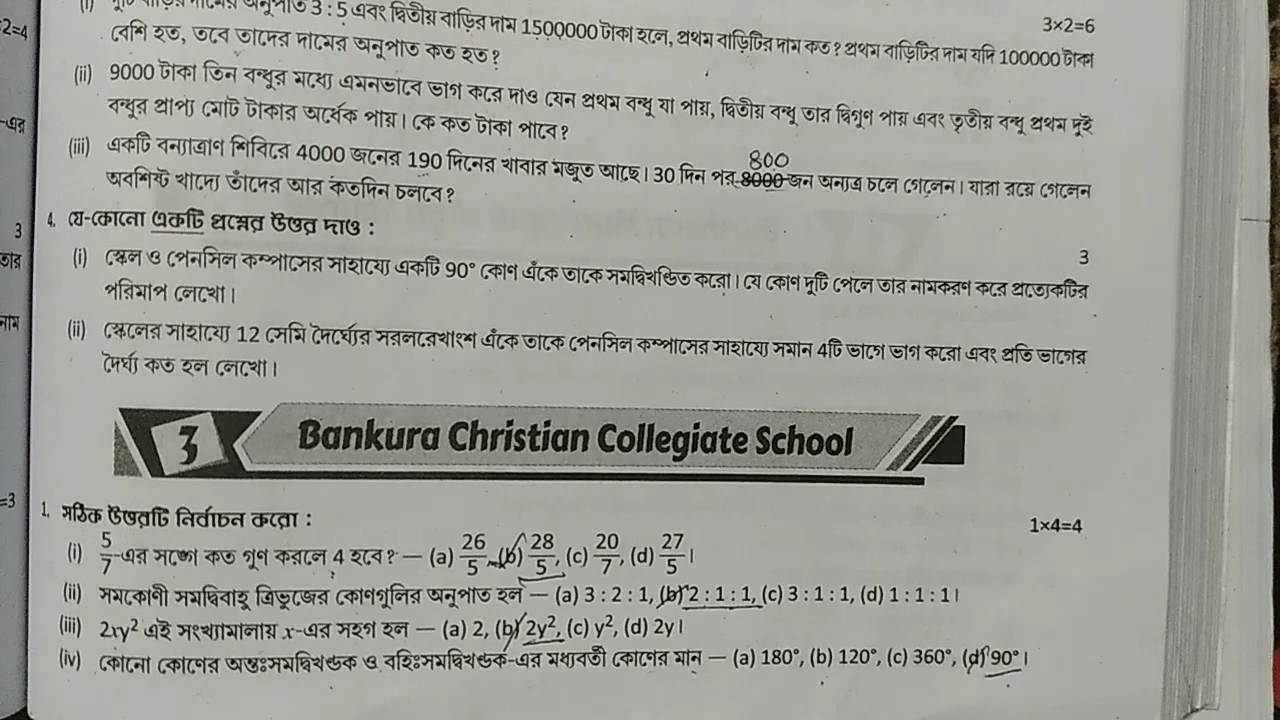 2=4
(i) দুটি বাড়ির দামের অনুপাত 3 : 5 এবং দ্বিতীয় বাড়ির দাম 1500000 টাকা হলে, প্রথম বাড়িটির দাম কত? প্রথম বাড়িটির দাম যদি 100000 টাকা
3×2=6
বেশি হত, তবে তাদের দামের অনুপাত কত হত?
(ii) 9000 টাকা তিন বন্ধুর মধ্যে এমনভাবে ভাগ করে দাও যেন প্রথম বন্ধু যা পায়, দ্বিতীয় বন্ধু তার দ্বিগুণ পায় এবং তৃতীয় বন্ধু প্রথম দুই
-এর
বন্ধুর প্রাপ্য মোট টাকার অর্ধেক পায়। কে কত টাকা পাবে?
800
(iii) একটি বন্যাত্রাণ শিবিরে 4000 জনের 190 দিনের খাবার মজুত আছে। 30 দিন পর 8000 জন অন্যত্র চলে গেলেন। যারা রয়ে গেলেন
অবশিষ্ট খাদ্যে তাঁদের আর কতদিন চলবে?
3
4. যে-কোনো একটি প্রশ্নের উত্তর দাও :
3
তার
(i) স্কেল ও পেনসিল কম্পাসের সাহায্যে একটি 90° কোণ এঁকে তাকে সমদ্বিখণ্ডিত করো। যে কোণ দুটি পেলে তার নামকরণ করে প্রত্যেকটির
পরিমাপ লেখো।
নাম
(ii) স্কেলের সাহায্যে 12 সেমি দৈর্ঘ্যের সরলরেখাংশ এঁকে তাকে পেনসিল কম্পাসের সাহায্যে সমান 4টি ভাগে ভাগ করো এবং প্রতি ভাগের
দৈর্ঘ্য কত হল লেখো।
3 Bankura Christian Collegiate School
=3
1. সঠিক উত্তরটি নির্বাচন করো :
1×4=4
(i) 5/7-এর সঙ্গে কত গুণ করলে 4 হবে? — (a) 26/5, (b) 28/5, (c) 20/7, (d) 27/5।
(ii) সমকোণী সমদ্বিবাহু ত্রিভুজের কোণগুলির অনুপাত হল — (a) 3 : 2 : 1, (b) 2 : 1 : 1, (c) 3 : 1 : 1, (d) 1 : 1 : 1।
(iii) 2xy² এই সংখ্যামালায় x-এর সহগ হল — (a) 2, (b) 2y², (c) y², (d) 2y।
(iv) কোনো কোণের অন্তঃসমদ্বিখণ্ডক ও বহিঃসমদ্বিখণ্ডক-এর মধ্যবর্তী কোণের মান — (a) 180°, (b) 120°, (c) 360°, (d) 90°।